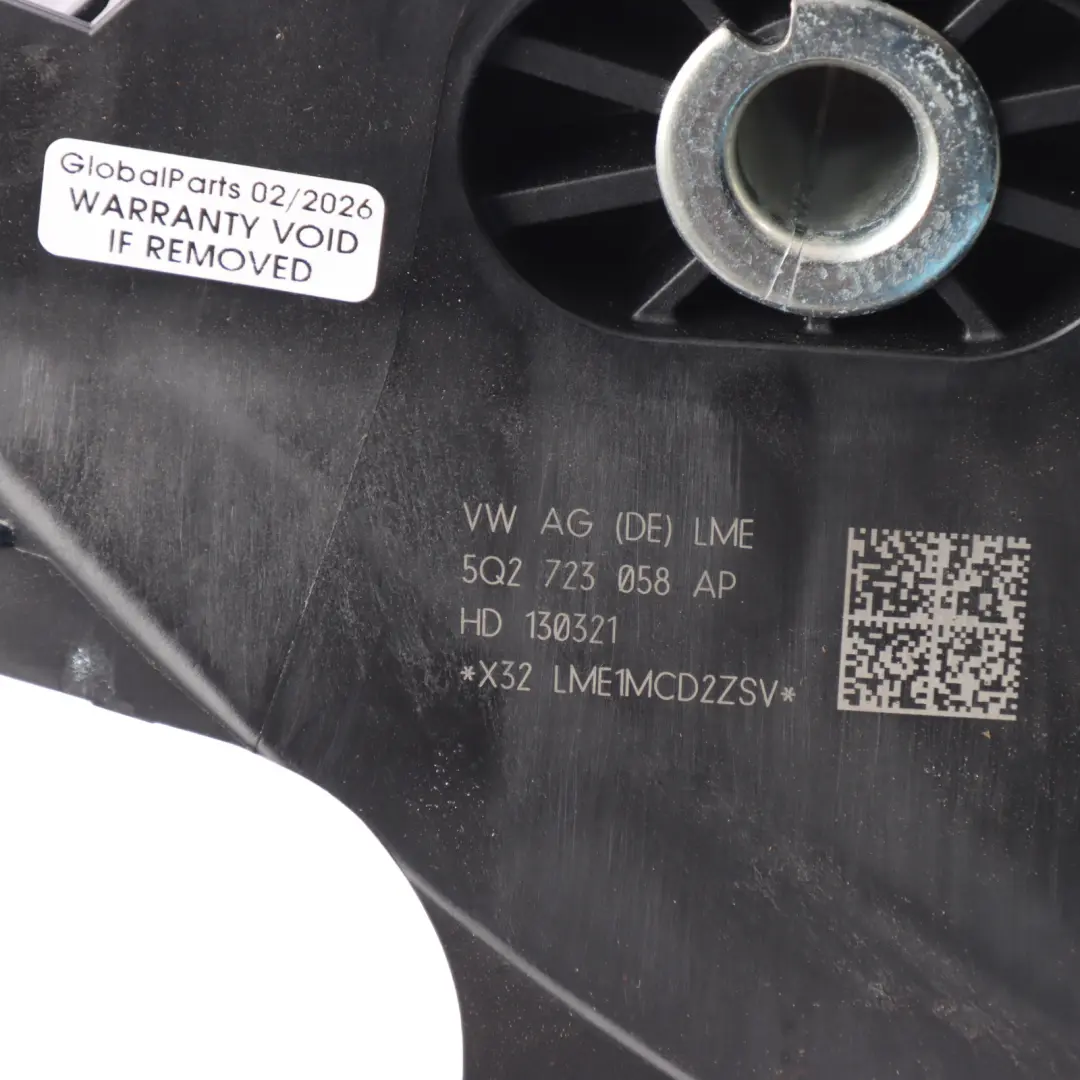 GlobalParts 02/2026
WARRANTY VOID
IF REMOVED
VW AG (DE) LME
5Q2 723 058 AP
HD 130321
*X32 LME1MCD2ZSV*